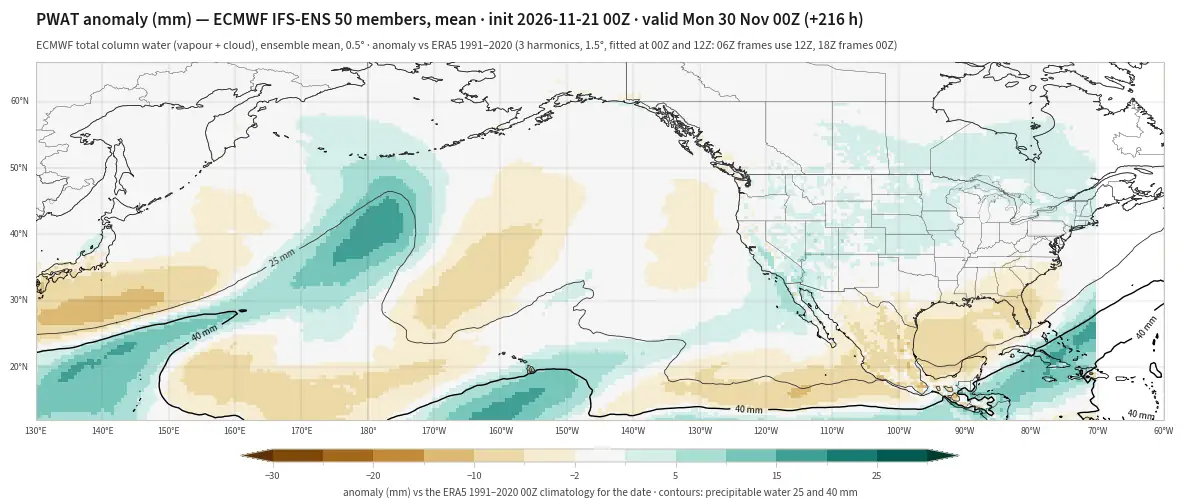 PWAT anomaly (mm) — ECMWF IFS-ENS 50 members, mean · init 2026-11-21 00Z · valid Mon 30 Nov 00Z (+216 h)
ECMWF total column water (vapour + cloud), ensemble mean, 0.5° · anomaly vs ERA5 1991–2020 (3 harmonics, 1.5°, fitted at 00Z and 12Z: 06Z frames use 12Z, 18Z frames 00Z)
60°N
50°N
40°N
30°N
20°N
25 mm
40 mm
40 mm
40 mm
40 mm
130°E 140°E 150°E 160°E 170°E 180° 170°W 160°W 150°W 140°W 130°W 120°W 110°W 100°W 90°W 80°W 70°W 60°W
−30 −20 −10 −2 5 15 25
anomaly (mm) vs the ERA5 1991–2020 00Z climatology for the date · contours: precipitable water 25 and 40 mm